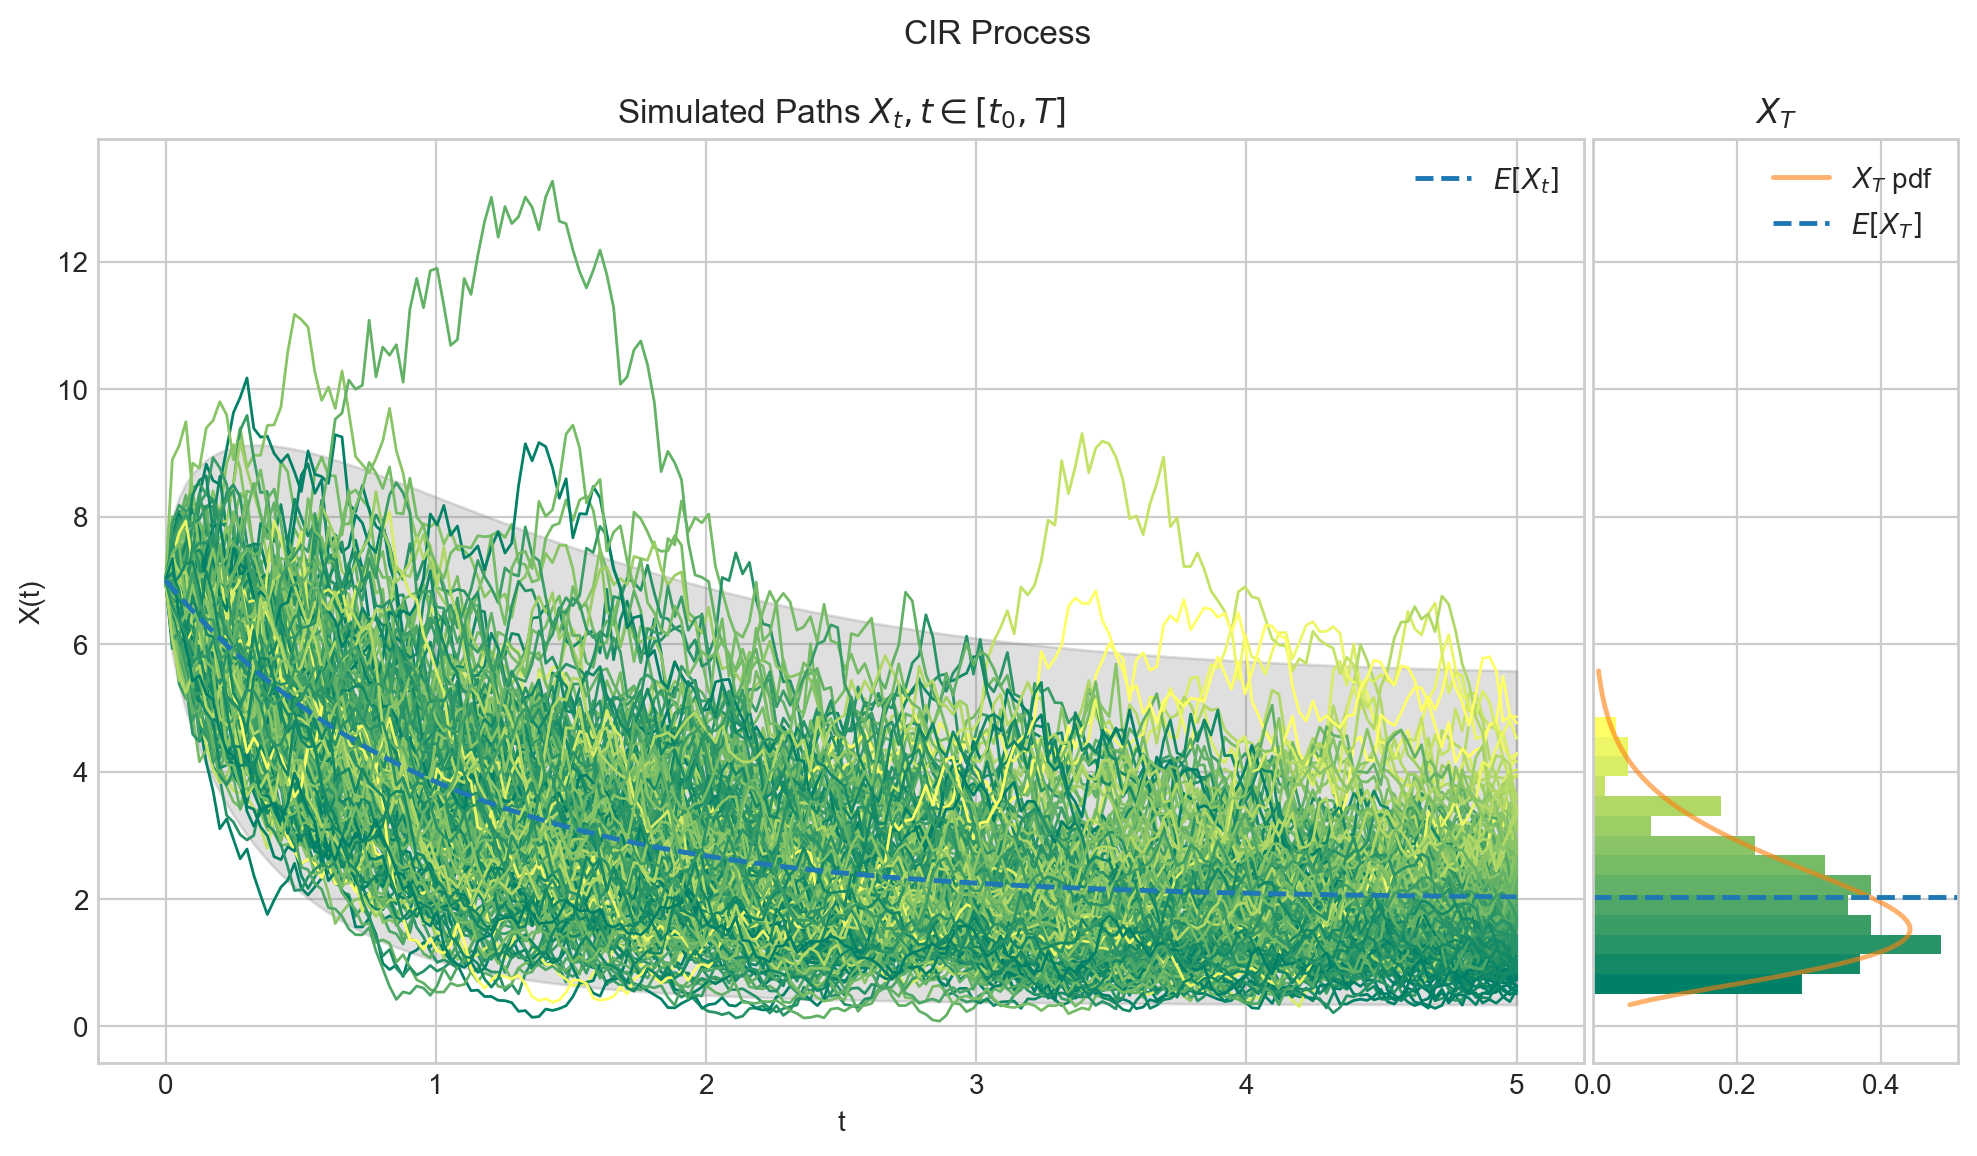 CIR Process
Simulated Paths $X_t, t \in [t_0, T]$
$X_T$
$E[X_t]$
$X_T$ pdf
$E[X_T]$
X(t)
12
10
8
6
4
2
0
0 1 2 3 4 5
0.0 0.2 0.4
t